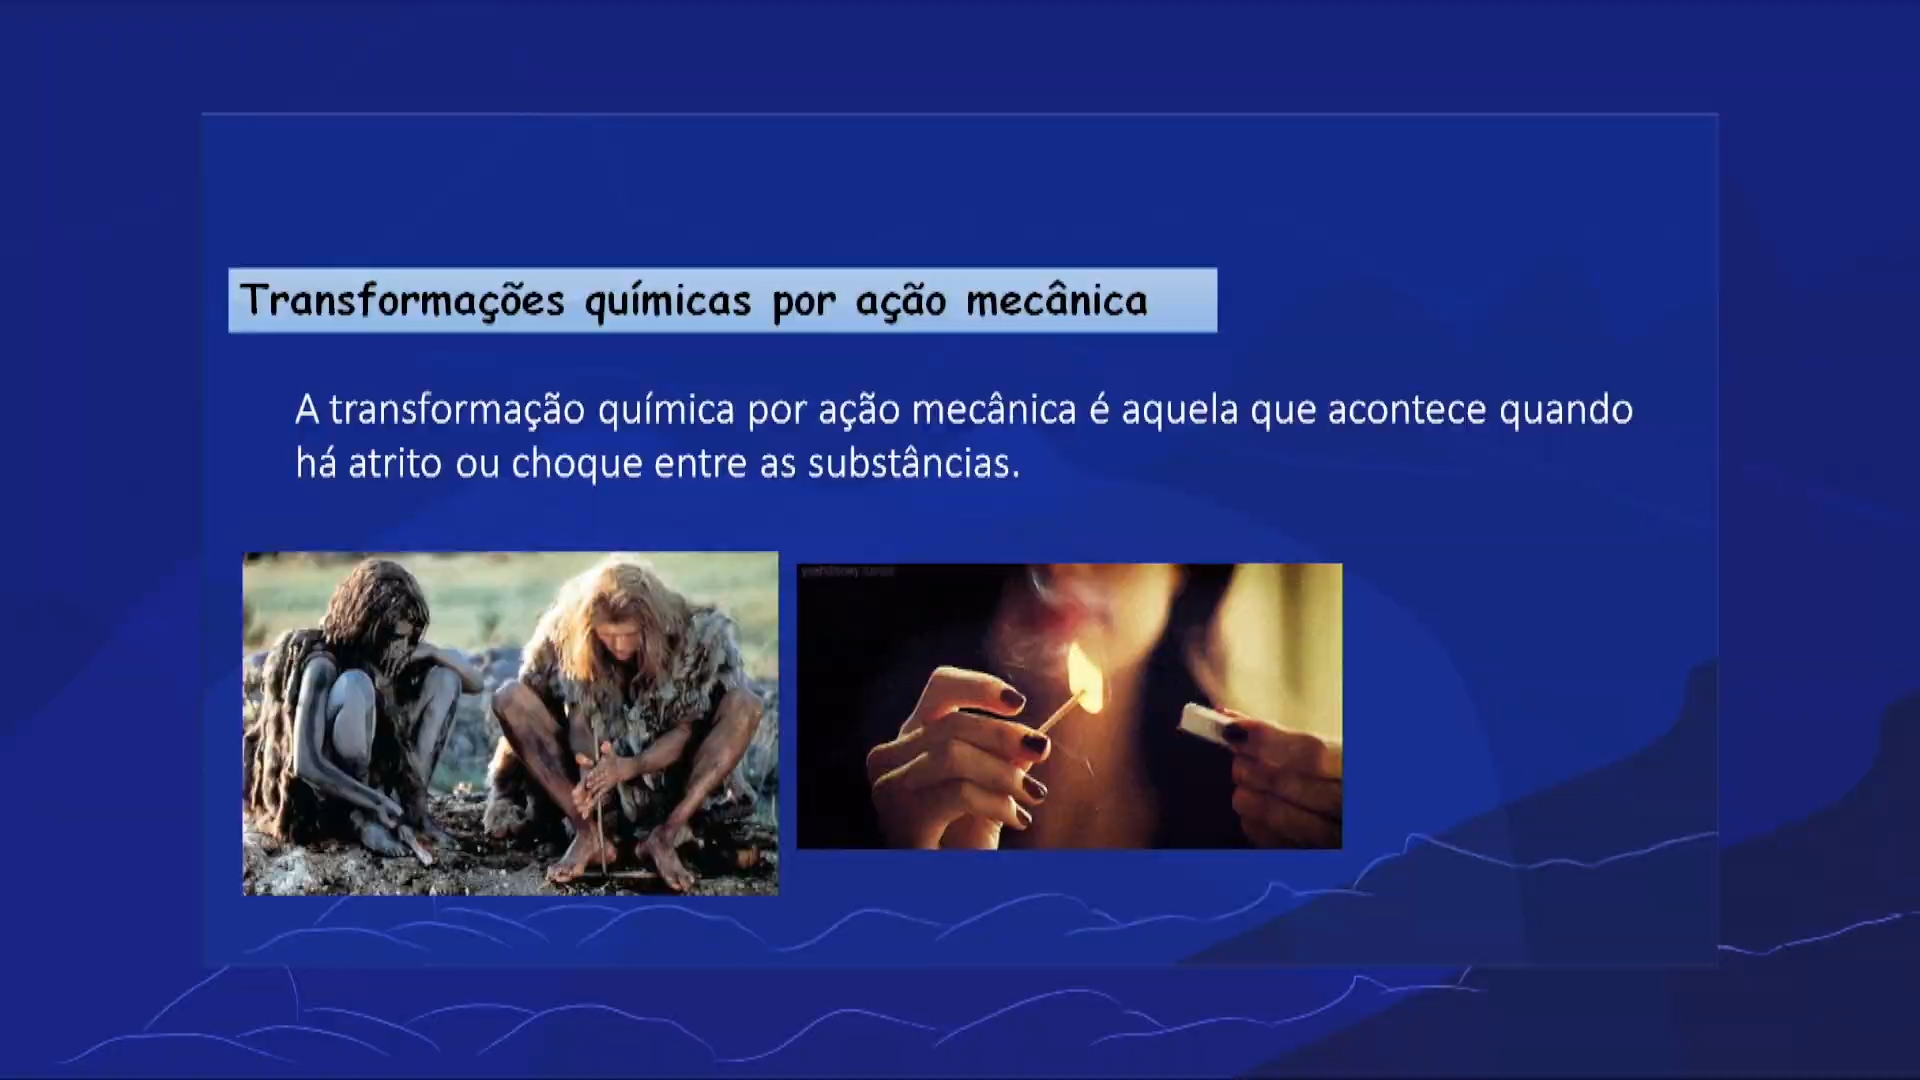 Transformações químicas por ação mecânica
A transformação química por ação mecânica é aquela que acontece quando
há atrito ou choque entre as substâncias.